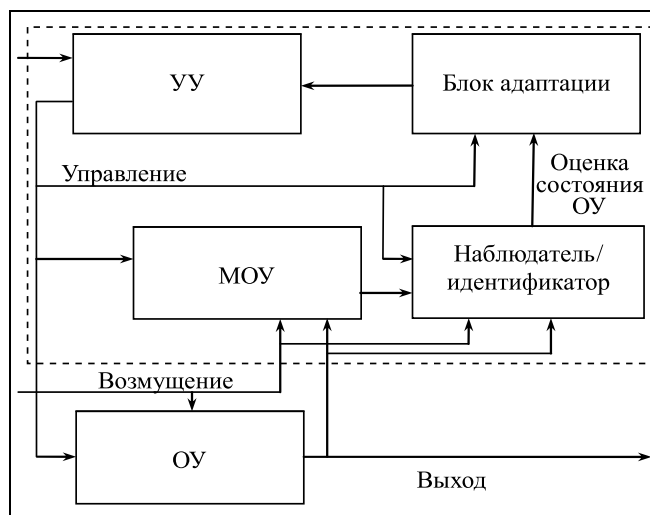 УУ
Блок адаптации
Управление
Оценка
состояния
ОУ
МОУ
Наблюдатель/
идентификатор
Возмущение
ОУ
Выход